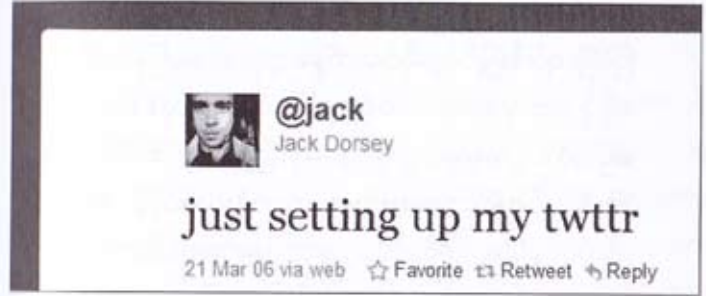 @jack
Jack Dorsey
just setting up my twttr
21 Mar 06 via web Favorite Retweet Reply